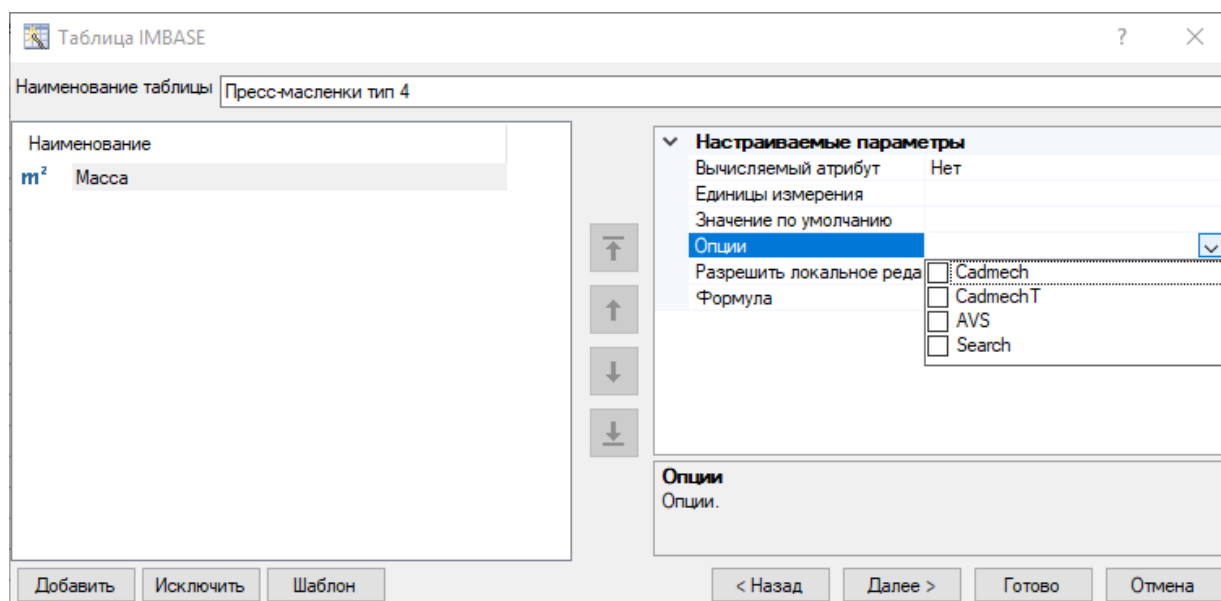 Таблица IMBASE
?
Наименование таблицы Пресс-масленки тип 4
Наименование
m² Масса
Настраиваемые параметры
Вычисляемый атрибут Нет
Единицы измерения
Значение по умолчанию
Опции
Разрешить локальное реда
Формула
Cadmech
CadmechT
AVS
Search
Опции
Опции.
Добавить Исключить Шаблон < Назад Далее > Готово Отмена